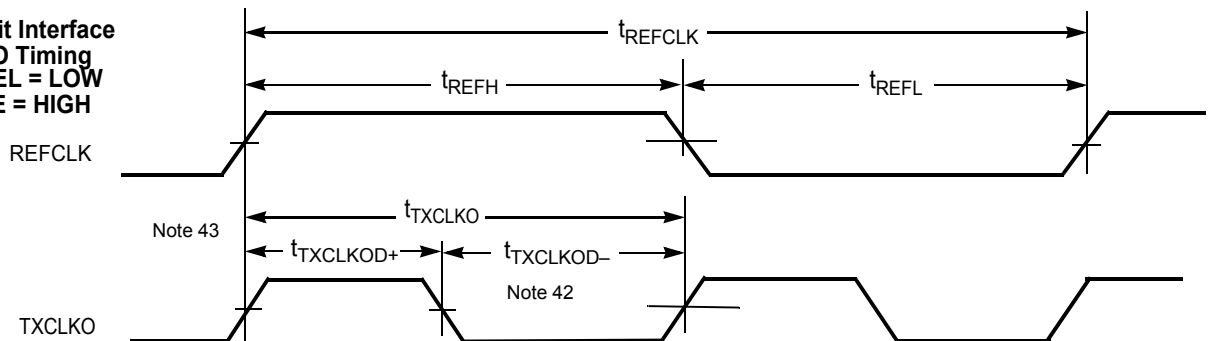 it Interface
Timing
EL = LOW
E = HIGH
tREFCLK
tREFH
tREFL
REFCLK
Note 43
tTXCLKO
tTXCLKOD+
tTXCLKOD–
Note 42
TXCLKO